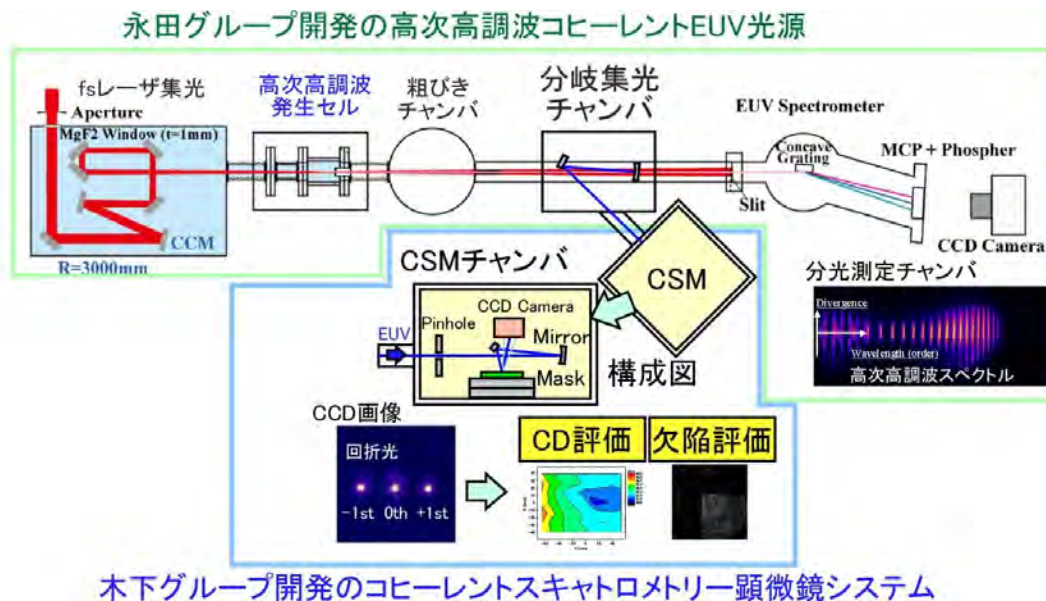 永田グループ開発の高次高調波コヒーレントEUV光源
fsレーザ集光
Aperture
MgF2 Window (t=1mm)
CCM
R=3000mm
高次高調波
発生セル
粗びき
チャンバ
分岐集光
チャンバ
EUV Spectrometer
Concave
Grating
MCP + Phospher
Slit
CCD Camera
分光測定チャンバ
Divergence
Wavelength (order)
高次高調波スペクトル
CSMチャンバ
CSM
CCD Camera
Pinhole
EUV
Mirror
Mask
構成図
CCD画像
回折光
-1st 0th +1st
CD評価
欠陥評価
木下グループ開発のコヒーレントスキャトロメトリー顕微鏡システム